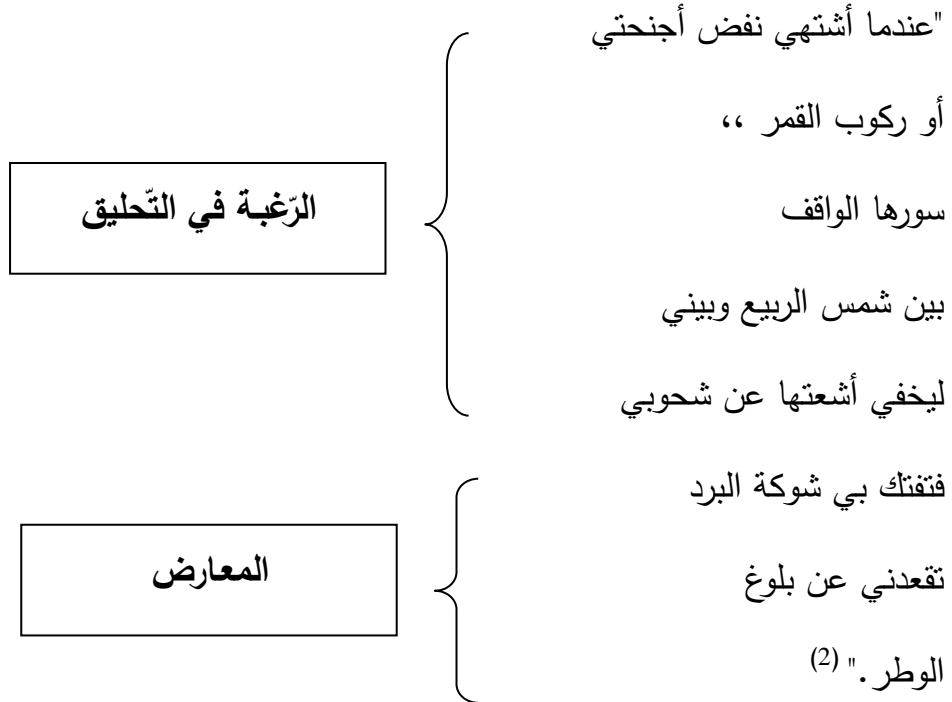 "عندما أشتهي نفض أجنحتي
أو ركوب القمر ،،
سورها الواقف
بين شمس الربيع وبيني
ليخفي أشعتها عن شحوبي
فتفتك بي شوكة البرد
تقعدني عن بلوغ
الوطر." (2)
الرّغبة في التّحليق
المعارض